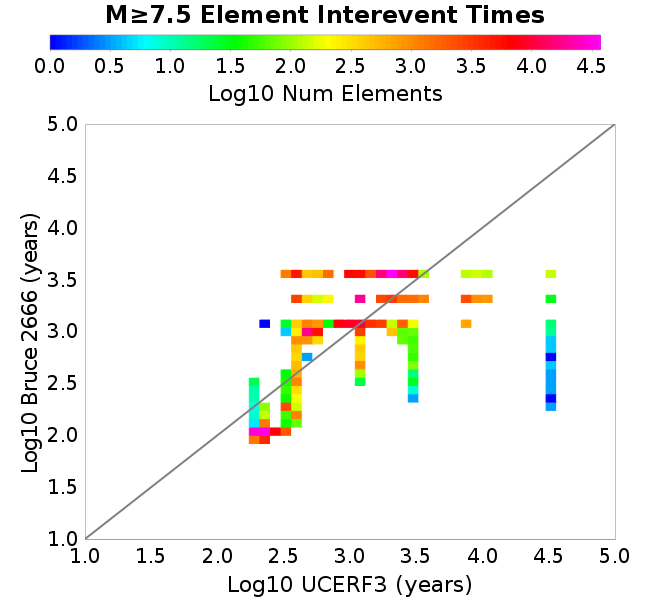 M≥7.5 Element Interevent Times
0.0 0.5 1.0 1.5 2.0 2.5 3.0 3.5 4.0 4.5
Log10 Num Elements
5.0
4.5
4.0
3.5
3.0
2.5
2.0
1.5
1.0
Log10 Bruce 2666 (years)
1.0 1.5 2.0 2.5 3.0 3.5 4.0 4.5 5.0
Log10 UCERF3 (years)